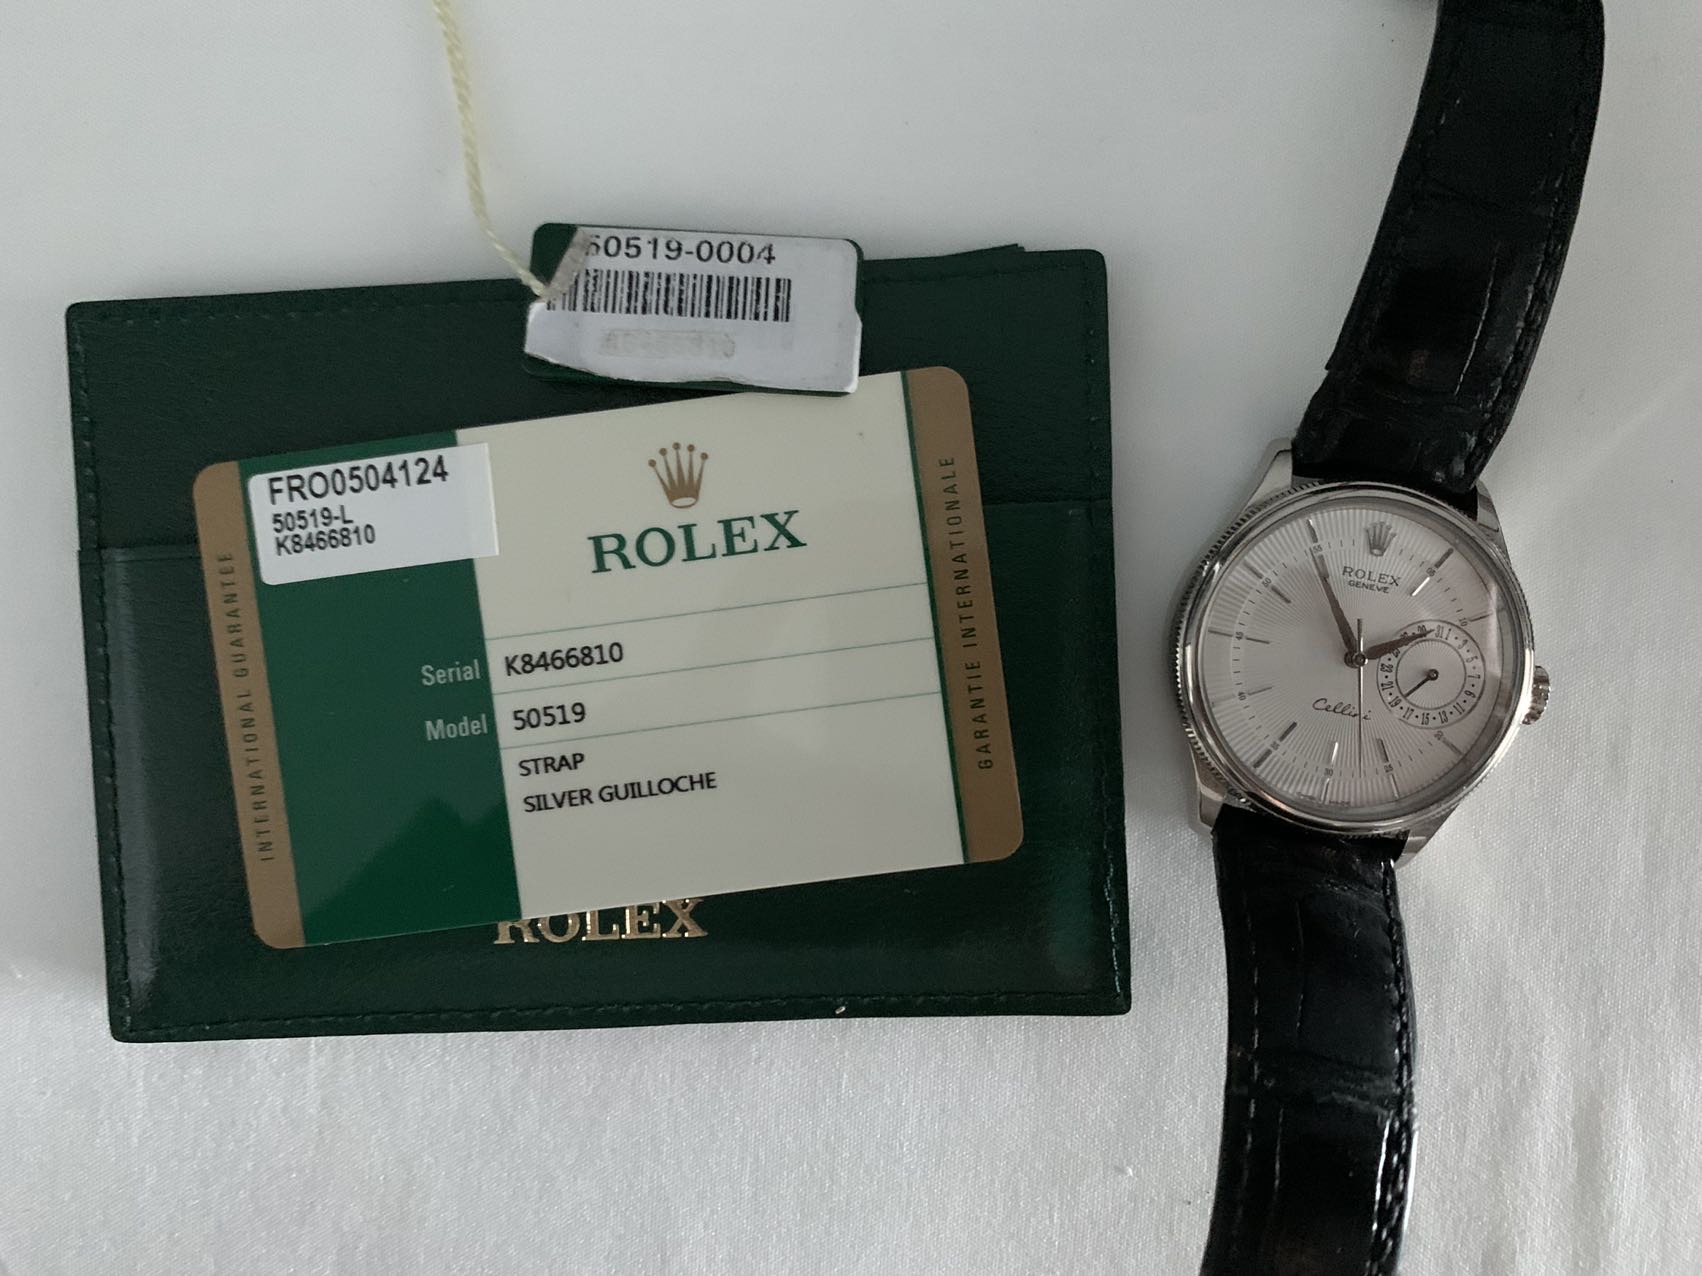 50519-0004
FRO0504124
50519-L
K8466810
ROLEX
Serial K8466810
Model 50519
STRAP
SILVER GUILLOCHE
INTERNATIONAL GUARANTEE
GARANTIE INTERNATIONALE
ROLEX
ROLEX
GENEVE
Cellini